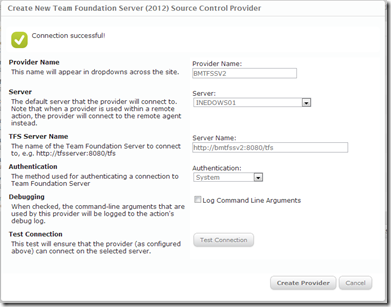 Create New Team Foundation Server (2012) Source Control Provider
Connection successful!
Provider Name
This name will appear in dropdowns across the site.
Provider Name:
BMTFSSV2
Server
The default server that the provider will connect to.
Note that when a provider is used within a remote
action, the provider will connect to the remote agent
instead.
Server:
INEDOWS01
TFS Server Name
The name of the Team Foundation Server to connect
to, e.g. http://tfsserver:8080/tfs
Server Name:
http://bmtfssv2:8080/tfs
Authentication
The method used for authenticating a connection to
Team Foundation Server
Authentication:
System
Debugging
When checked, the command-line arguments that
are used by this provider will be logged to the action's
debug log.
Log Command Line Arguments
Test Connection
This test will ensure that the provider (as configured
above) can connect on the selected server.
Test Connection
Create Provider
Cancel